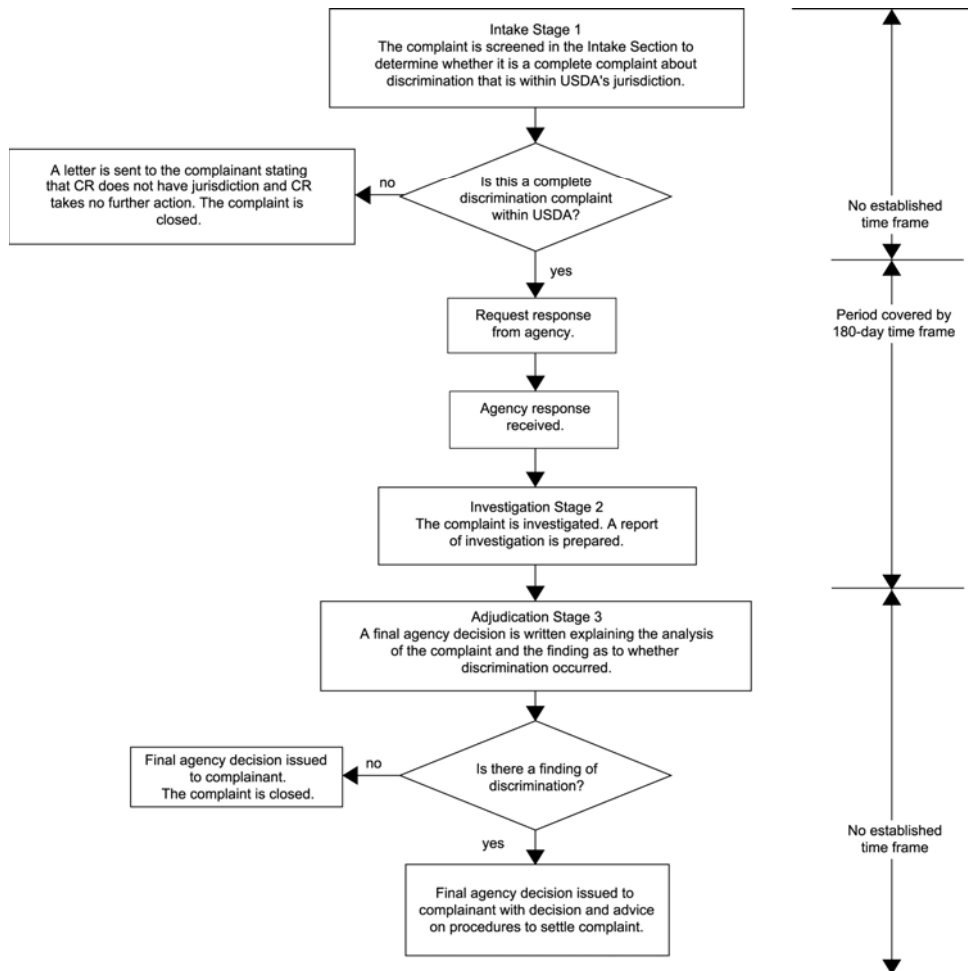 Intake Stage 1
The complaint is screened in the Intake Section to
determine whether it is a complete complaint about
discrimination that is within USDA's jurisdiction.
A letter is sent to the complainant stating
that CR does not have jurisdiction and CR
takes no further action. The complaint is
closed.
no
Is this a complete
discrimination complaint
within USDA?
No established
time frame
yes
Request response
from agency.
Period covered by
180-day time frame
Agency response
received.
Investigation Stage 2
The complaint is investigated. A report
of investigation is prepared.
Adjudication Stage 3
A final agency decision is written explaining the analysis
of the complaint and the finding as to whether
discrimination occurred.
Final agency decision issued
to complainant.
The complaint is closed.
no
Is there a finding of
discrimination?
No established
time frame
yes
Final agency decision issued to
complainant with decision and advice
on procedures to settle complaint.